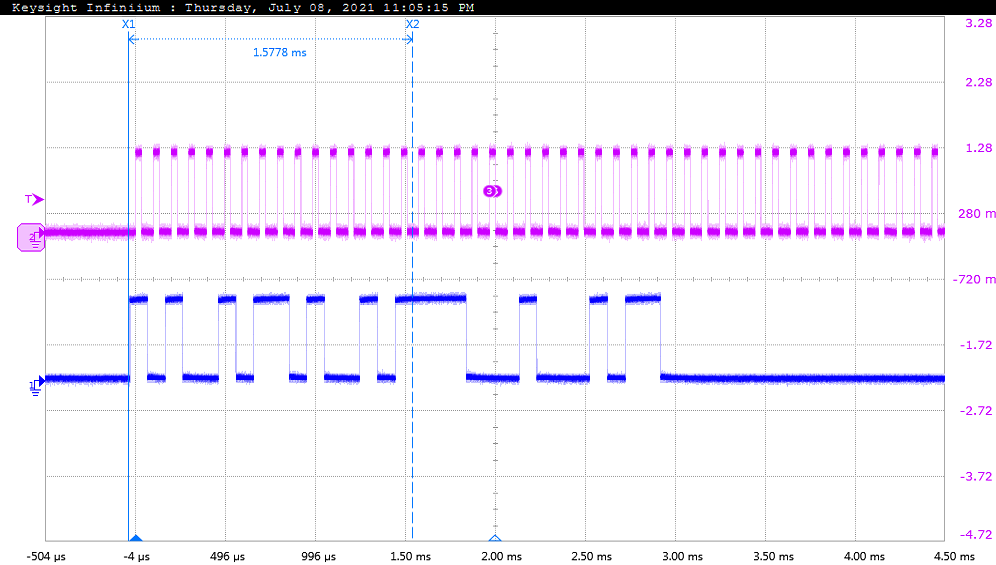 Keysight Infiniium : Thursday, July 08, 2021 11:05:15 PM
X1 X2
3.28
1.5778 ms
2.28
1.28
T
3
280 m
2
-720 m
-1.72
1
-2.72
-3.72
-4.72
-504 µs -4 µs 496 µs 996 µs 1.50 ms 2.00 ms 2.50 ms 3.00 ms 3.50 ms 4.00 ms 4.50 ms